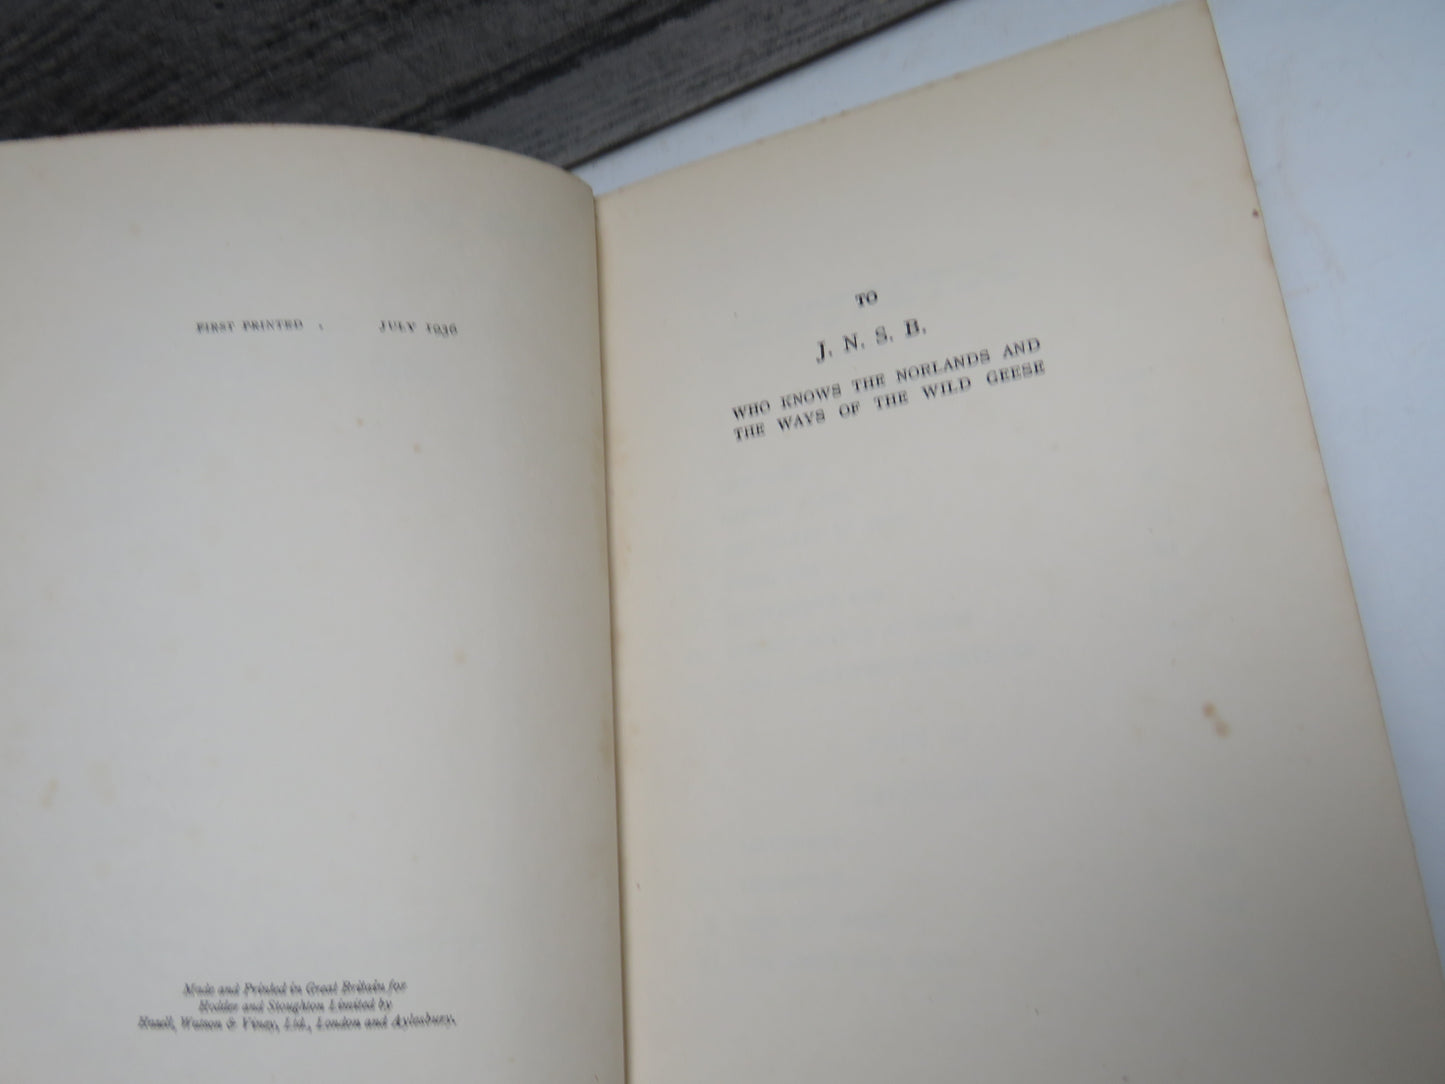 FIRST PRINTED . JULY 1936
Made and Printed in Great Britain for
Hodder and Stoughton Limited by
Hazell, Watson & Viney, Ltd., London and Aylesbury.
TO
J. N. S. B.
WHO KNOWS THE NORLANDS AND
THE WAYS OF THE WILD GEESE